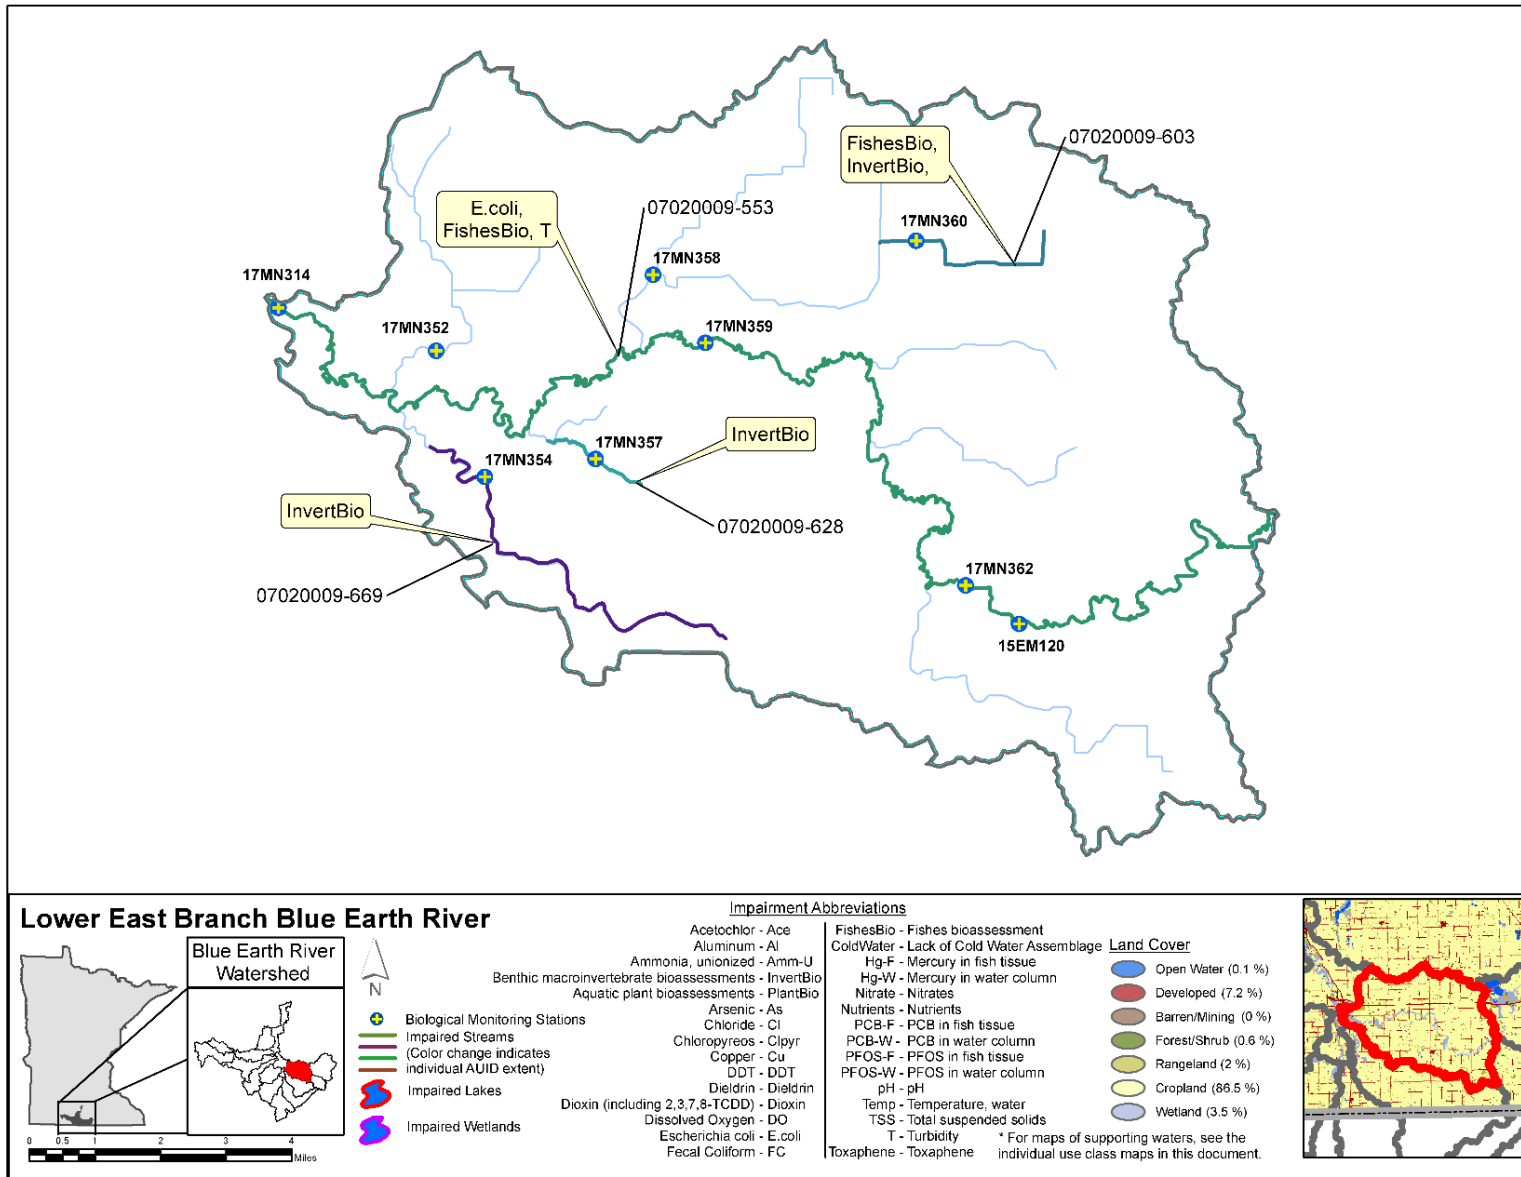 07020009-603
FishesBio,
InvertBio,
E.coli,
FishesBio, T
07020009-553
17MN360
17MN358
17MN314
17MN352
17MN359
InvertBio
17MN357
17MN354
InvertBio
07020009-628
17MN362
07020009-669
15EM120
Lower East Branch Blue Earth River
Blue Earth River
Watershed
N
Biological Monitoring Stations
Impaired Streams
(Color change indicates
individual AUID extent)
Impaired Lakes
Impaired Wetlands
0 0.5 1 2 3 4
Miles
Impairment Abbreviations
Acetochlor - Ace
Aluminum - Al
Ammonia, unionized - Amm-U
Benthic macroinvertebrate bioassessments - InvertBio
Aquatic plant bioassessments - PlantBio
Arsenic - As
Chloride - Cl
Chloropyreos - Clpyr
Copper - Cu
DDT - DDT
Dieldrin - Dieldrin
Dioxin (including 2,3,7,8-TCDD) - Dioxin
Dissolved Oxygen - DO
Escherichia coli - E.coli
Fecal Coliform - FC
FishesBio - Fishes bioassessment
ColdWater - Lack of Cold Water Assemblage
Hg-F - Mercury in fish tissue
Hg-W - Mercury in water column
Nitrate - Nitrates
Nutrients - Nutrients
PCB-F - PCB in fish tissue
PCB-W - PCB in water column
PFOS-F - PFOS in fish tissue
PFOS-W - PFOS in water column
pH - pH
Temp - Temperature, water
TSS - Total suspended solids
T - Turbidity
Toxaphene - Toxaphene
Land Cover
Open Water (0.1 %)
Developed (7.2 %)
Barren/Mining (0 %)
Forest/Shrub (0.6 %)
Rangeland (2 %)
Cropland (86.5 %)
Wetland (3.5 %)
* For maps of supporting waters, see the
individual use class maps in this document.